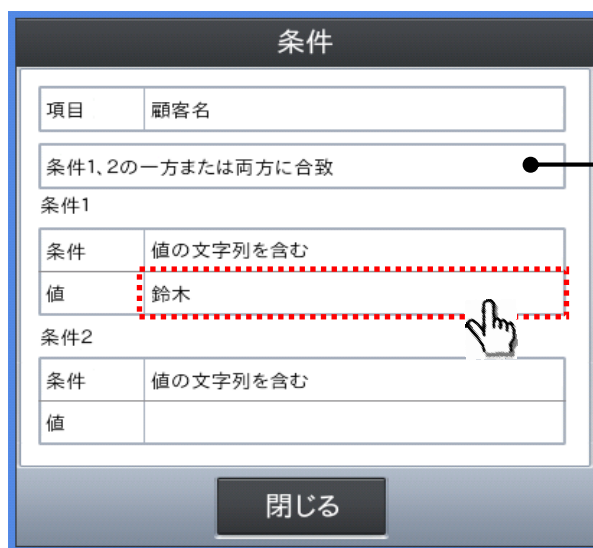 条件
項目 顧客名
条件1、2の一方または両方に合致
条件1
条件 値の文字列を含む
値 鈴木
条件2
条件 値の文字列を含む
値
閉じる